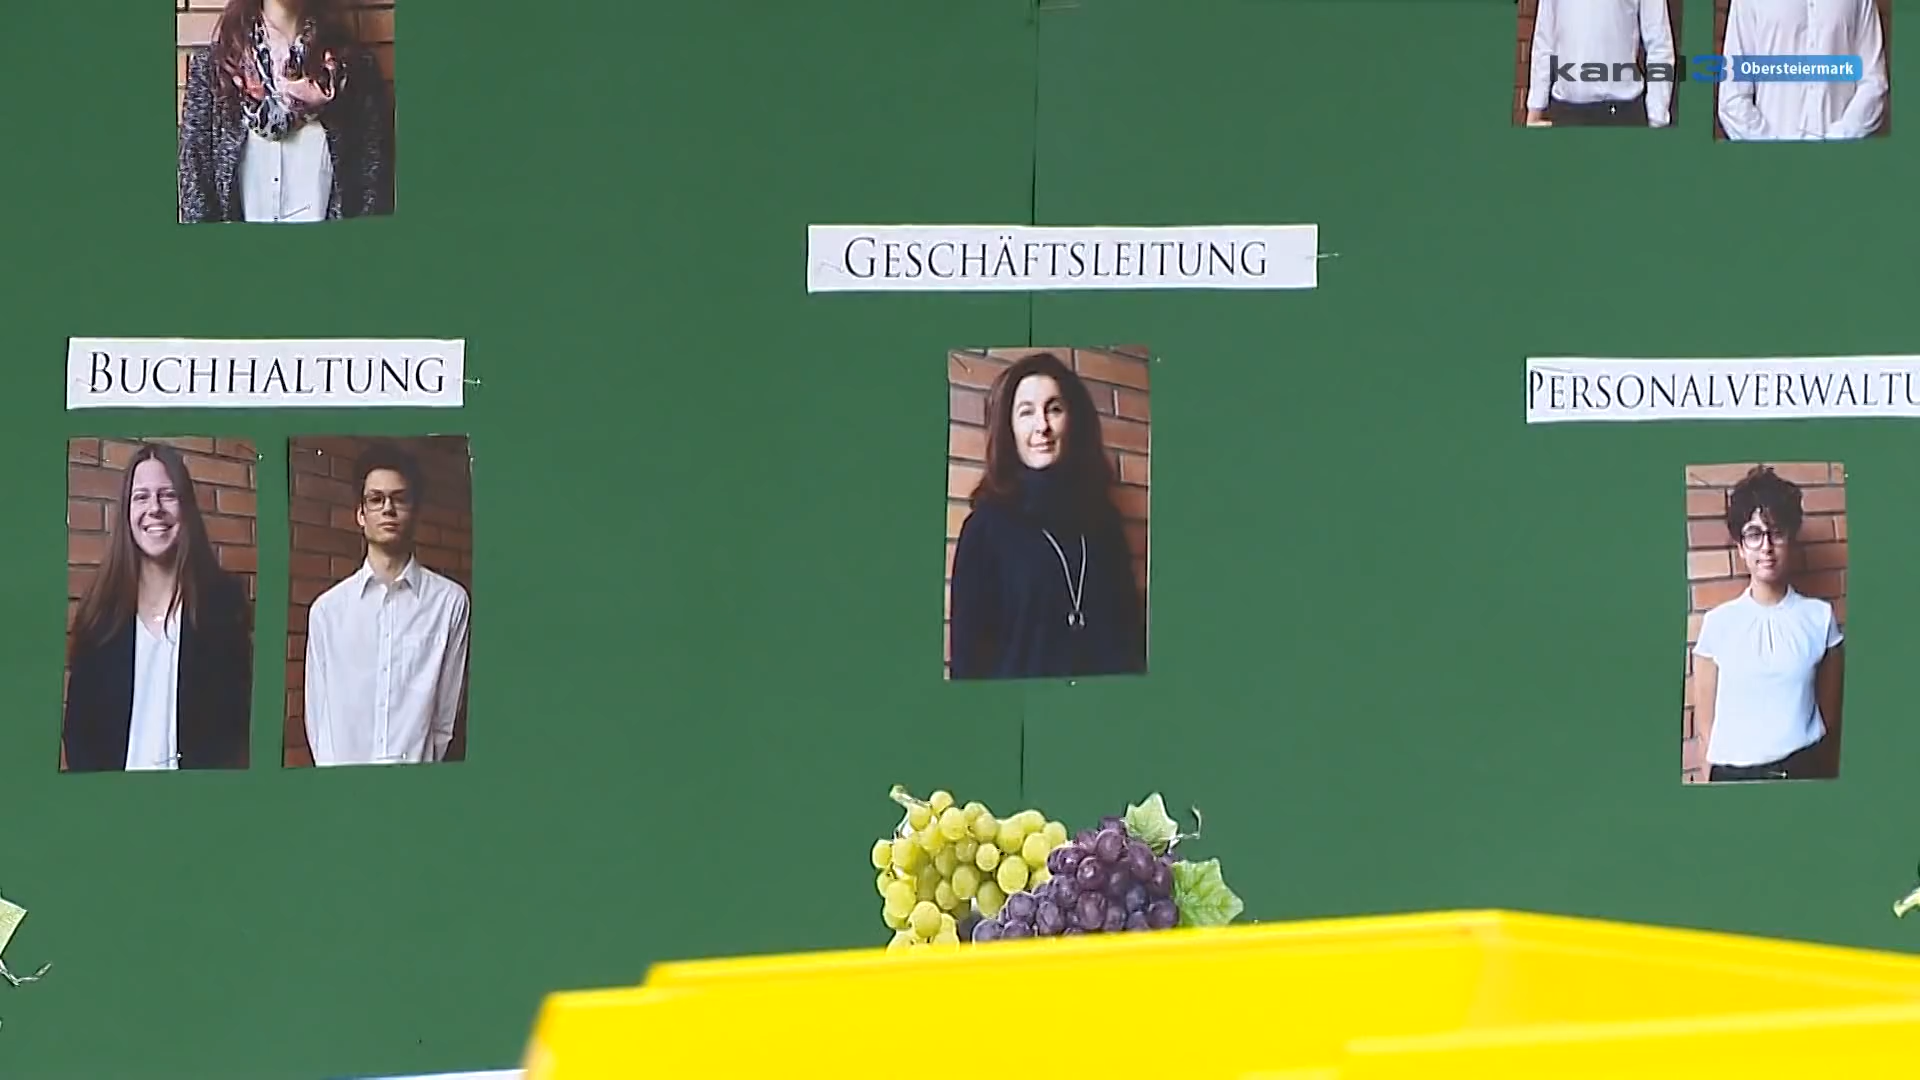 kanal3 Obersteiermark
GESCHÄFTSLEITUNG
BUCHHALTUNG
PERSONALVERWALTU